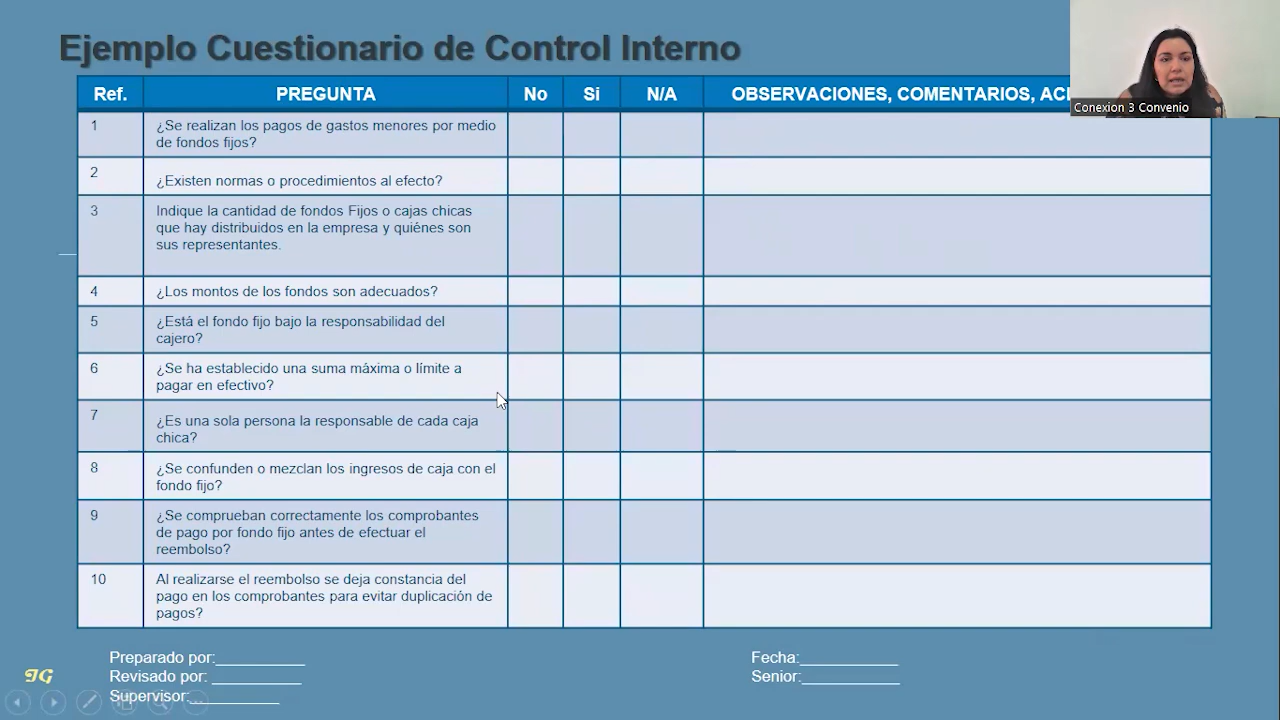 Ejemplo Cuestionario de Control Interno
Ref. PREGUNTA No Si N/A OBSERVACIONES, COMENTARIOS,
Conexion 3 Convenio
1 ¿Se realizan los pagos de gastos menores por medio
de fondos fijos?
2 ¿Existen normas o procedimientos al efecto?
3 Indique la cantidad de fondos Fijos o cajas chicas
que hay distribuidos en la empresa y quiénes son
sus representantes.
4 ¿Los montos de los fondos son adecuados?
5 ¿Está el fondo fijo bajo la responsabilidad del
cajero?
6 ¿Se ha establecido una suma máxima o límite a
pagar en efectivo?
7 ¿Es una sola persona la responsable de cada caja
chica?
8 ¿Se confunden o mezclan los ingresos de caja con el
fondo fijo?
9 ¿Se comprueban correctamente los comprobantes
de pago por fondo fijo antes de efectuar el
reembolso?
10 Al realizarse el reembolso se deja constancia del
pago en los comprobantes para evitar duplicación de
pagos?
Preparado por:___________ Fecha:____________
Revisado por: ___________ Senior:____________
Supervisor:___________
IG